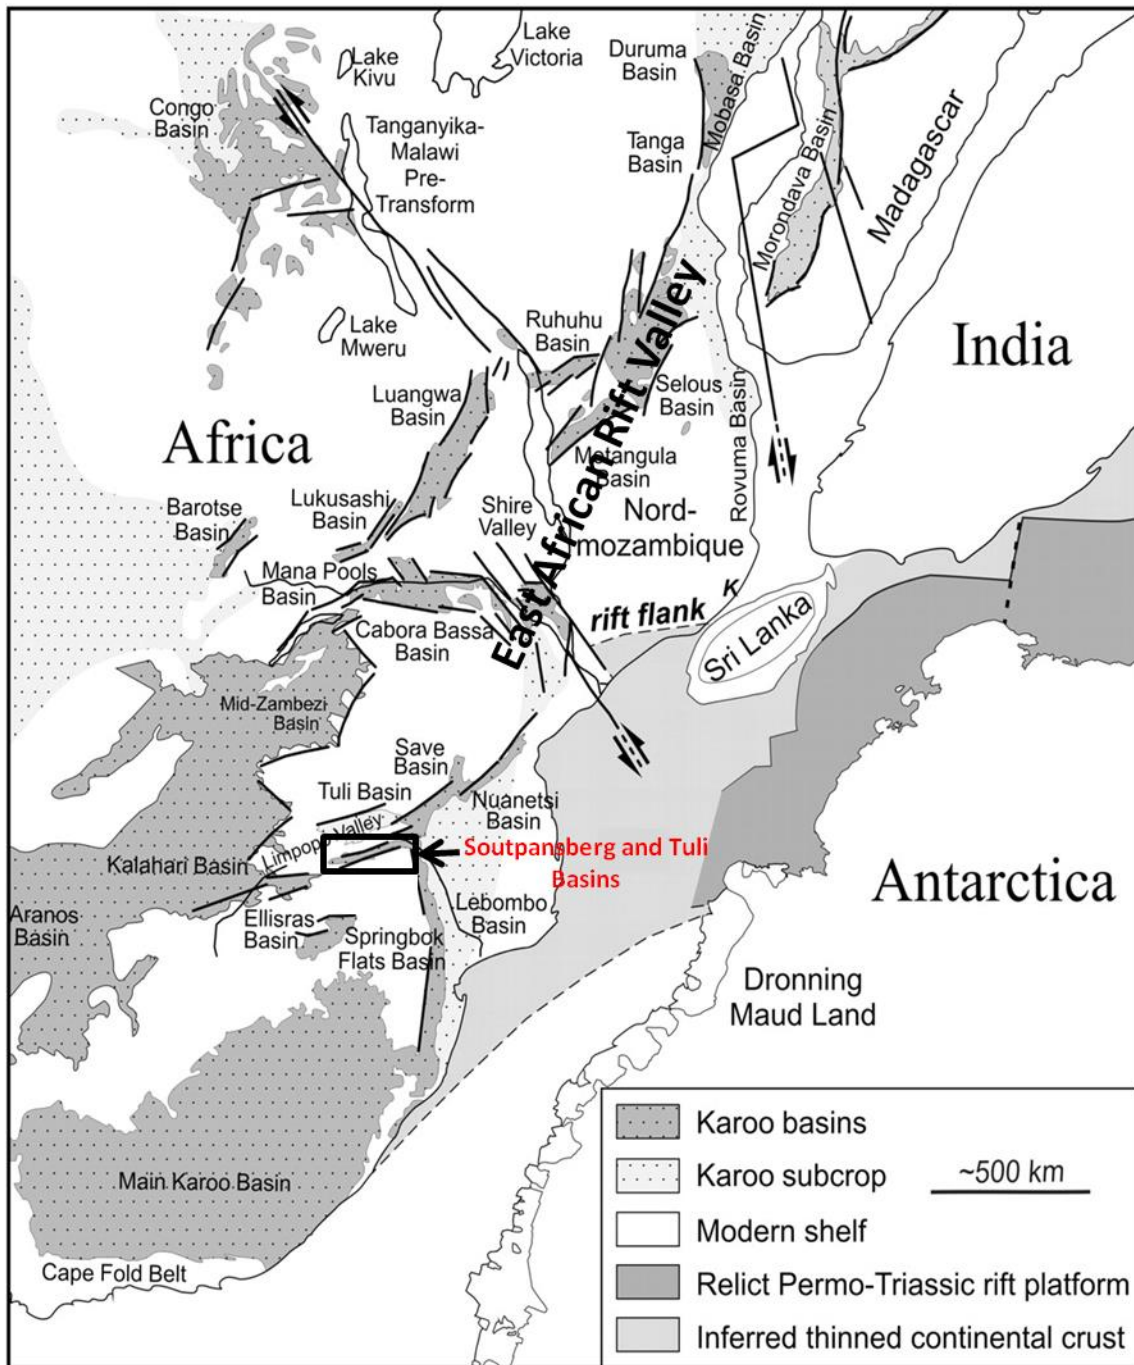 Lake
Victoria
Lake
Kivu
Duruma
Basin
Mobasa Basin
Congo
Basin
Tanganyika-
Malawi
Pre-
Transform
Tanga
Basin
Morondava Basin
Madagascar
Lake
Mweru
Ruhuhu
Basin
East African Rift Valley
India
Luangwa
Basin
Selous
Basin
Rovuma Basin
Africa
Metangula
Basin
Barotse
Basin
Lukusashi
Basin
Shire
Valley
Nord-
mozambique
Mana Pools
Basin
K
rift flank
Sri Lanka
Cabora Bassa
Basin
Mid-Zambezi
Basin
Save
Basin
Tuli Basin
Nuanetsi
Basin
Limpopo Valley
Soutpansberg and Tuli
Basins
Kalahari Basin
Antarctica
Aranos
Basin
Ellisras
Basin
Springbok
Flats Basin
Lebombo
Basin
Dronning
Maud Land
Main Karoo Basin
Cape Fold Belt
Karoo basins
Karoo subcrop
~500 km
Modern shelf
Relict Permo-Triassic rift platform
Inferred thinned continental crust